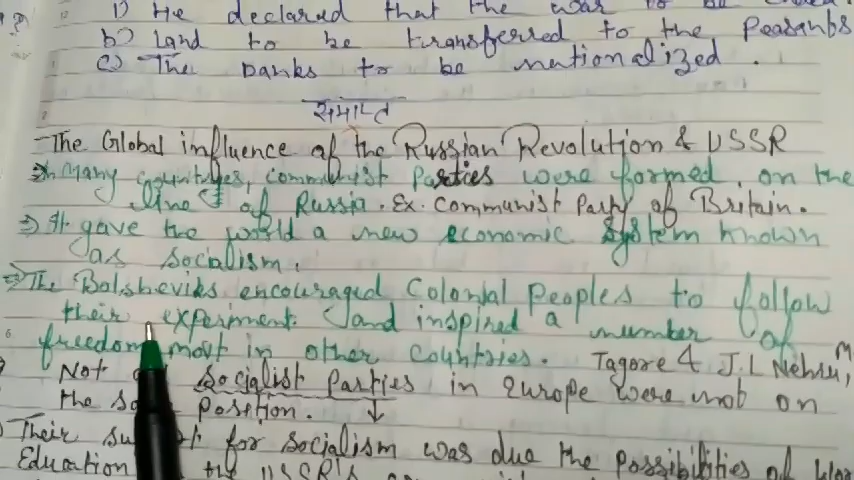 1) He declared that the war to be
b) Land to be transferred to the Peasants
c) The banks to be nationalized.
समाप्त
The Global influence of the Russian Revolution & USSR
⇒ Many countries, communist Parties were formed, on the
line of Russia. Ex. Communist Party of Britain.
⇒ It gave the world a new economic system known
as socialism.
⇒ The Bolsheviks encouraged Colonial Peoples to follow
their experiment. and inspired a number of
freedom movt in other countries. Tagore & J.L Nehru,
Not socialist Parties in Europe were not on
the Position.
Their for socialism was due the possibilities of
Education the USSR's